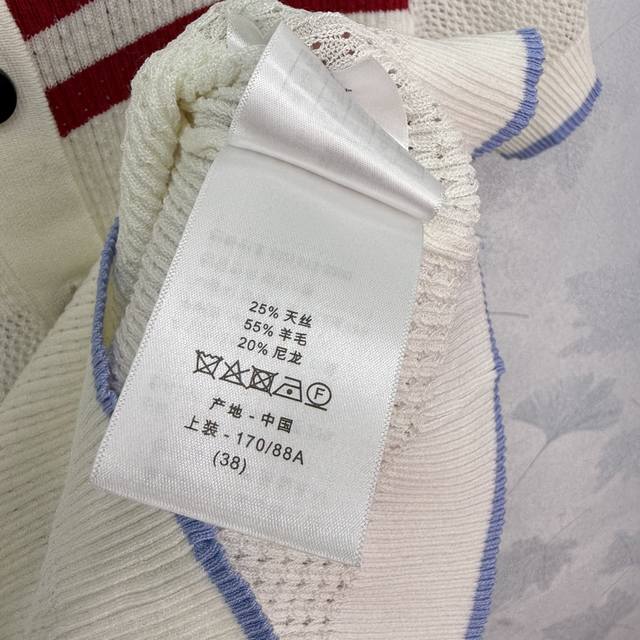 25% 天丝
55% 羊毛
20% 尼龙
F
产地 - 中国
上装 - 170/88A
(38)